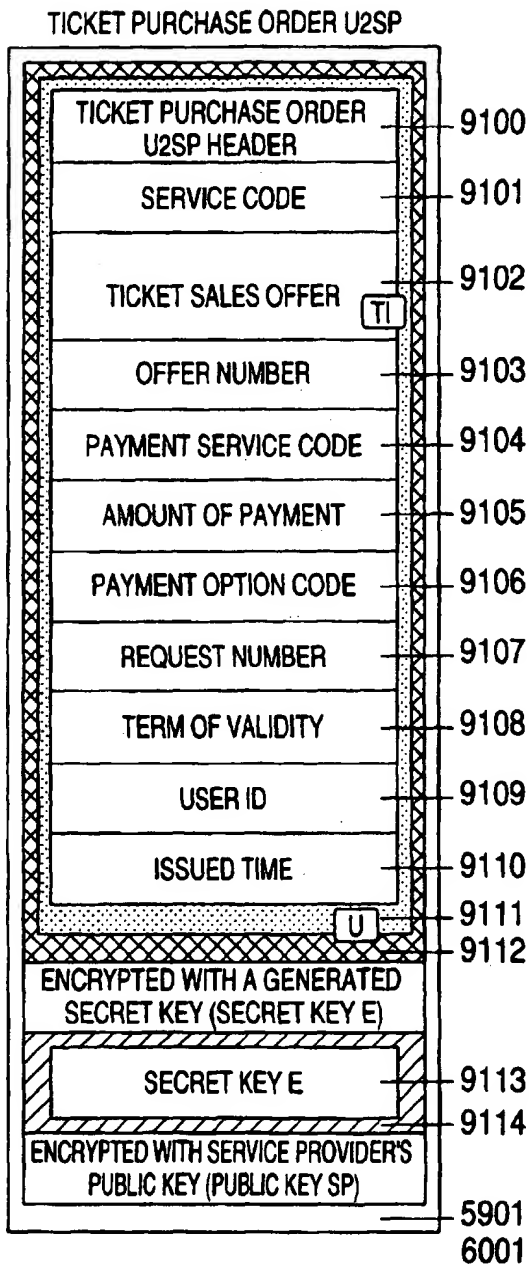 TICKET PURCHASE ORDER U2SP
TICKET PURCHASE ORDER
U2SP HEADER
9100
SERVICE CODE
9101
TICKET SALES OFFER
9102
TI
OFFER NUMBER
9103
PAYMENT SERVICE CODE
9104
AMOUNT OF PAYMENT
9105
PAYMENT OPTION CODE
9106
REQUEST NUMBER
9107
TERM OF VALIDITY
9108
USER ID
9109
ISSUED TIME
9110
U
9111
9112
ENCRYPTED WITH A GENERATED
SECRET KEY (SECRET KEY E)
SECRET KEY E
9113
9114
ENCRYPTED WITH SERVICE PROVIDER'S
PUBLIC KEY (PUBLIC KEY SP)
5901
6001